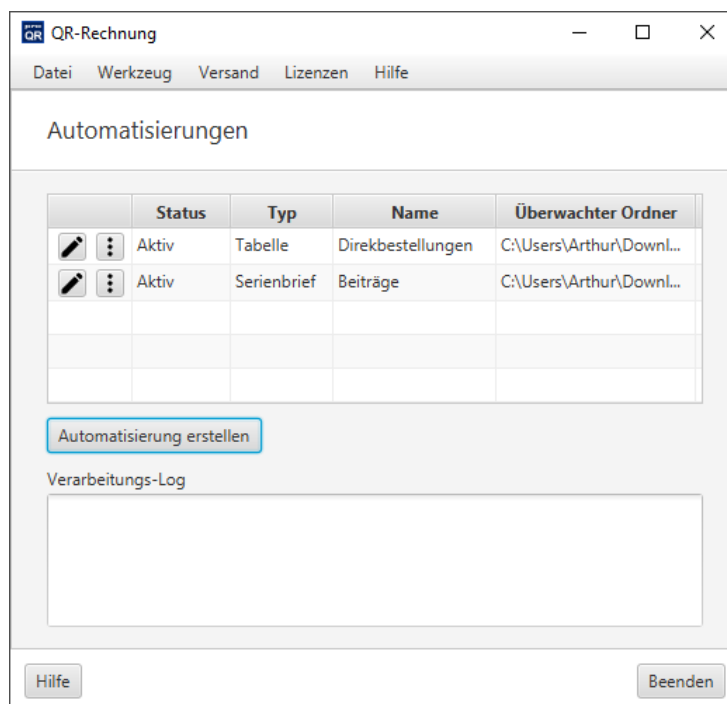 QR QR-Rechnung
Datei Werkzeug Versand Lizenzen Hilfe
Automatisierungen
Status Typ Name Überwachter Ordner
Aktiv Tabelle Direkbestellungen C:\Users\Arthur\Downl...
Aktiv Serienbrief Beiträge C:\Users\Arthur\Downl...
Automatisierung erstellen
Verarbeitungs-Log
Hilfe Beenden